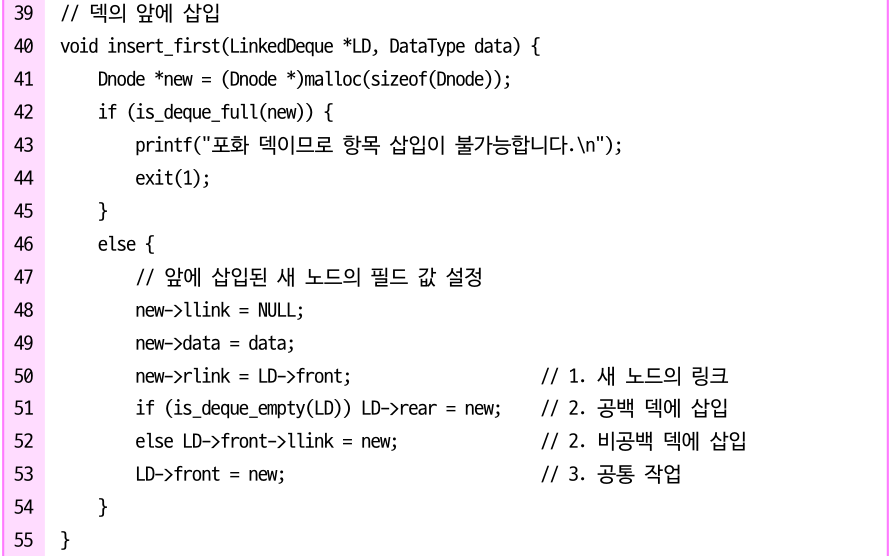 39 // 덱의 앞에 삽입
40 void insert_first(LinkedDeque *LD, DataType data) {
41     Dnode *new = (Dnode *)malloc(sizeof(Dnode));
42     if (is_deque_full(new)) {
43         printf("포화 덱이므로 항목 삽입이 불가능합니다.\n");
44         exit(1);
45     }
46     else {
47         // 앞에 삽입된 새 노드의 필드 값 설정
48         new->llink = NULL;
49         new->data = data;
50         new->rlink = LD->front;                    // 1. 새 노드의 링크
51         if (is_deque_empty(LD)) LD->rear = new;    // 2. 공백 덱에 삽입
52         else LD->front->llink = new;               // 2. 비공백 덱에 삽입
53         LD->front = new;                           // 3. 공통 작업
54     }
55 }